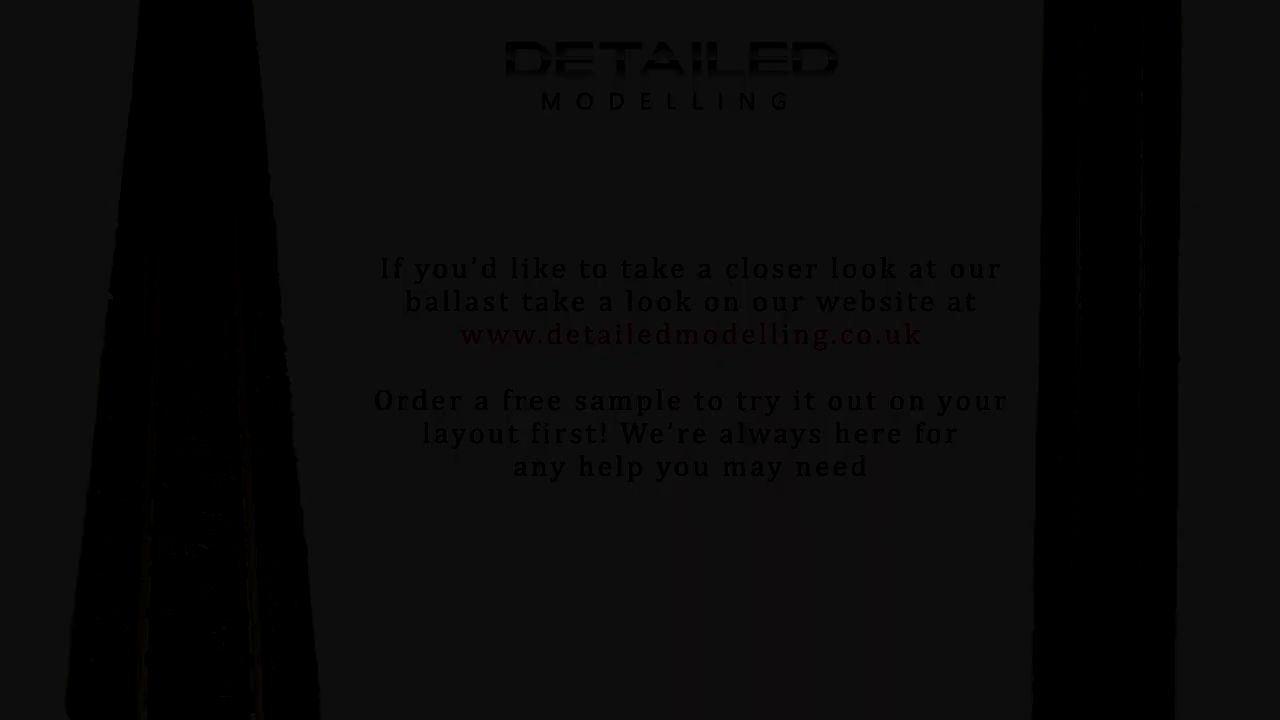 DETAILED
MODELLING
If you'd like to take a closer look at our
ballast take a look on our website at
www.detailedmodelling.co.uk
Order a free sample to try it out on your
layout first! We're always here for
any help you may need